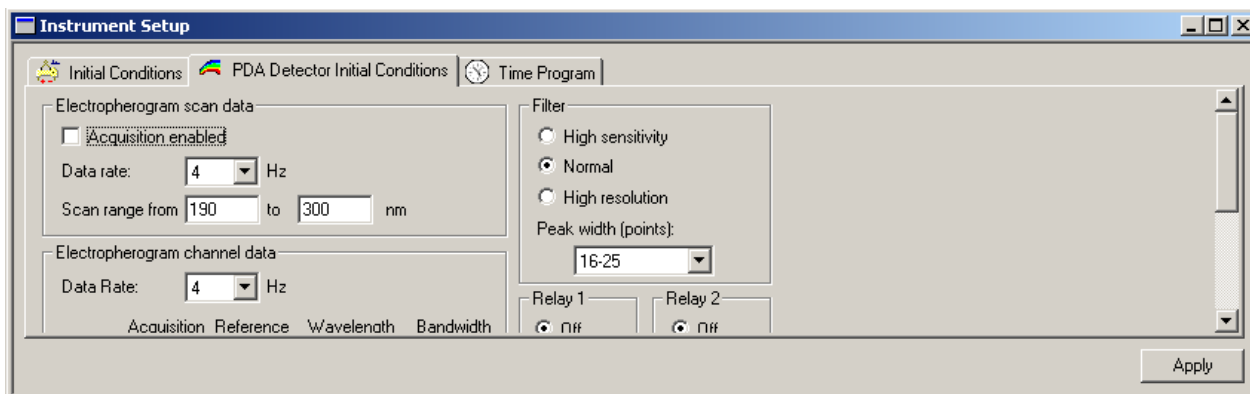 Instrument Setup
Initial Conditions PDA Detector Initial Conditions Time Program
Electropherogram scan data
Acquisition enabled
Data rate: 4 Hz
Scan range from 190 to 300 nm
Electropherogram channel data
Data Rate: 4 Hz
Acquisition Reference Wavelength Bandwidth
Filter
High sensitivity
Normal
High resolution
Peak width (points):
16-25
Relay 1 Relay 2
Off Off
Apply